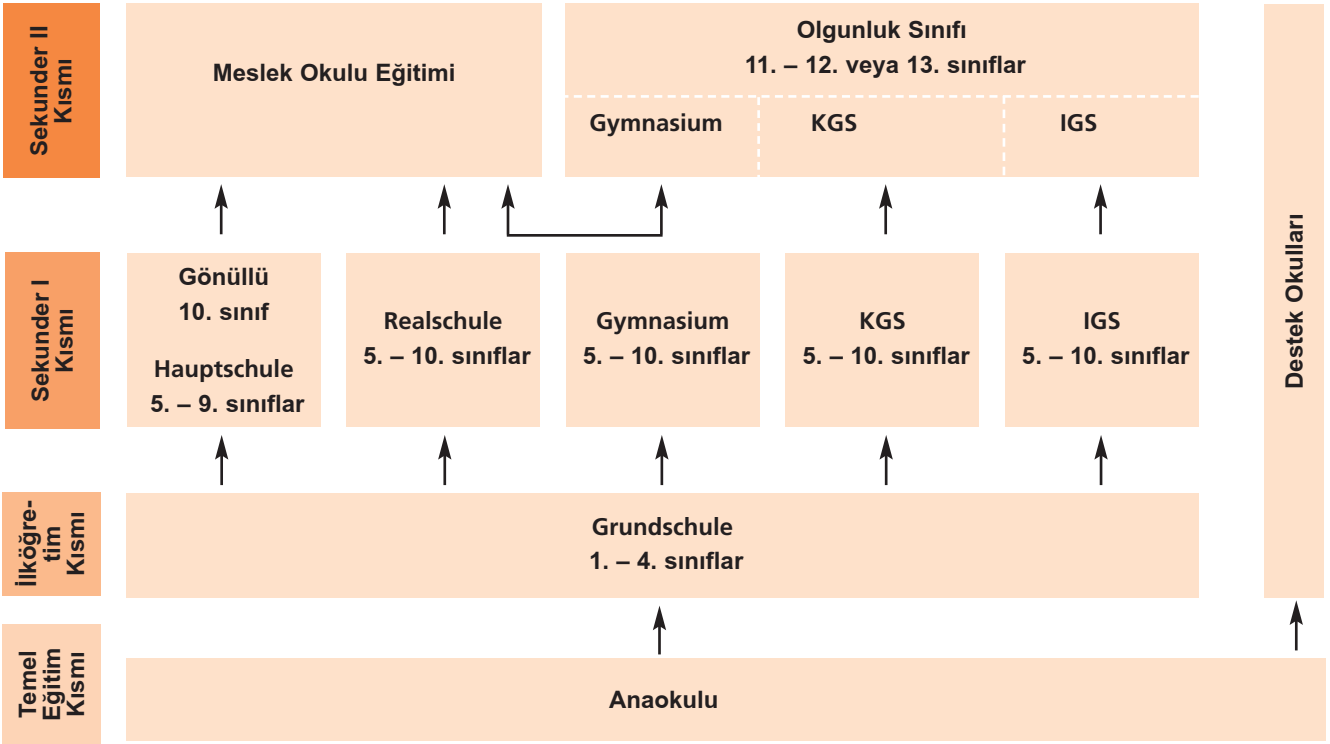 Sekunder II
Kısmı
Meslek Okulu Eğitimi
Olgunluk Sınıfı
11. – 12. veya 13. sınıflar
Gymnasium
KGS
IGS
Destek Okulları
Sekunder I
Kısmı
Gönüllü
10. sınıf
Hauptschule
5. – 9. sınıflar
Realschule
5. – 10. sınıflar
Gymnasium
5. – 10. sınıflar
KGS
5. – 10. sınıflar
IGS
5. – 10. sınıflar
İlköğre-
tim
Kısmı
Grundschule
1. – 4. sınıflar
Temel
Eğitim
Kısmı
Anaokulu